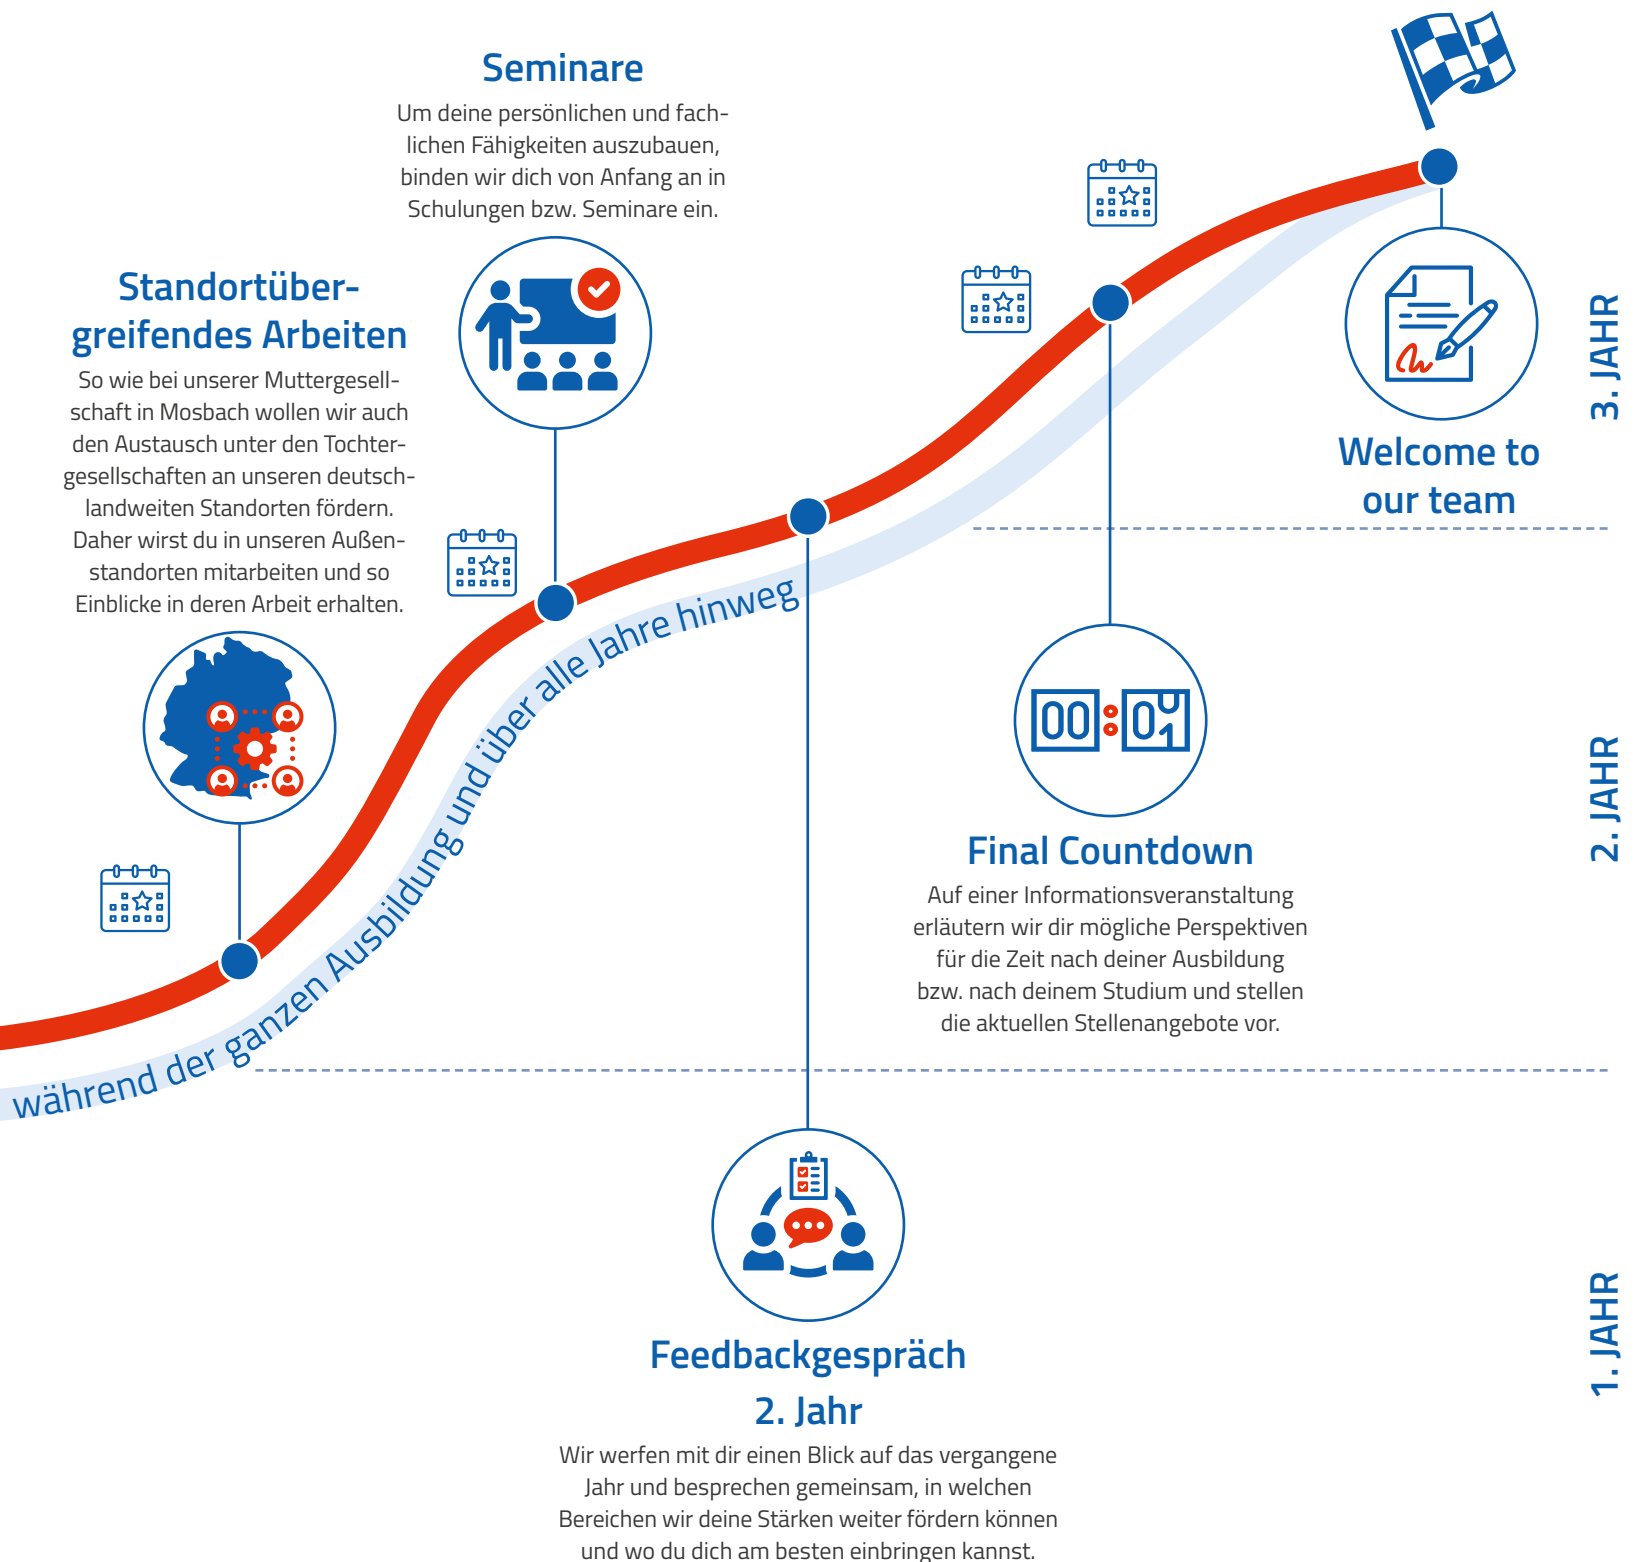 Seminare
Um deine persönlichen und fach-
lichen Fähigkeiten auszubauen,
binden wir dich von Anfang an in
Schulungen bzw. Seminare ein.
Standortüber-
greifendes Arbeiten
So wie bei unserer Muttergesell-
schaft in Mosbach wollen wir auch
den Austausch unter den Tochter-
gesellschaften an unseren deutsch-
landweiten Standorten fördern.
Daher wirst du in unseren Außen-
standorten mitarbeiten und so
Einblicke in deren Arbeit erhalten.
Welcome to
our team
3. JAHR
während der ganzen Ausbildung und über alle Jahre hinweg
00:01
Final Countdown
Auf einer Informationsveranstaltung
erläutern wir dir mögliche Perspektiven
für die Zeit nach deiner Ausbildung
bzw. nach deinem Studium und stellen
die aktuellen Stellenangebote vor.
2. JAHR
Feedbackgespräch
2. Jahr
Wir werfen mit dir einen Blick auf das vergangene
Jahr und besprechen gemeinsam, in welchen
Bereichen wir deine Stärken weiter fördern können
und wo du dich am besten einbringen kannst.
1. JAHR